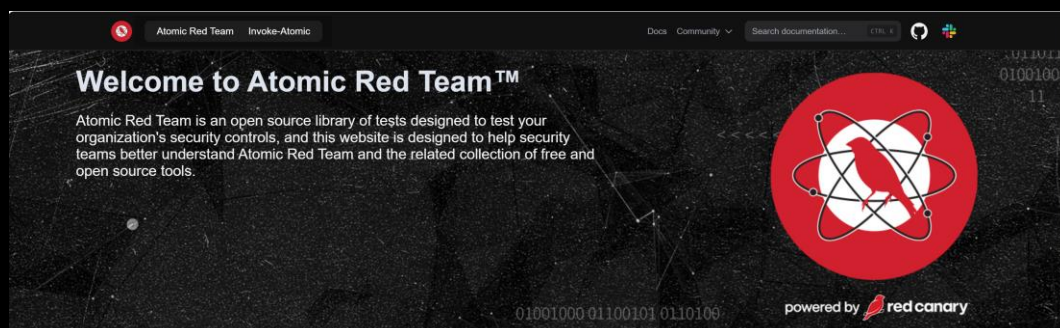 Atomic Red Team Invoke-Atomic Docs Community Search documentation... CTRL K
Welcome to Atomic Red Team™
Atomic Red Team is an open source library of tests designed to test your
organization's security controls, and this website is designed to help security
teams better understand Atomic Red Team and the related collection of free and
open source tools.
0100100
11
<<<<<
powered by red canary
01001000 01100101 0110100